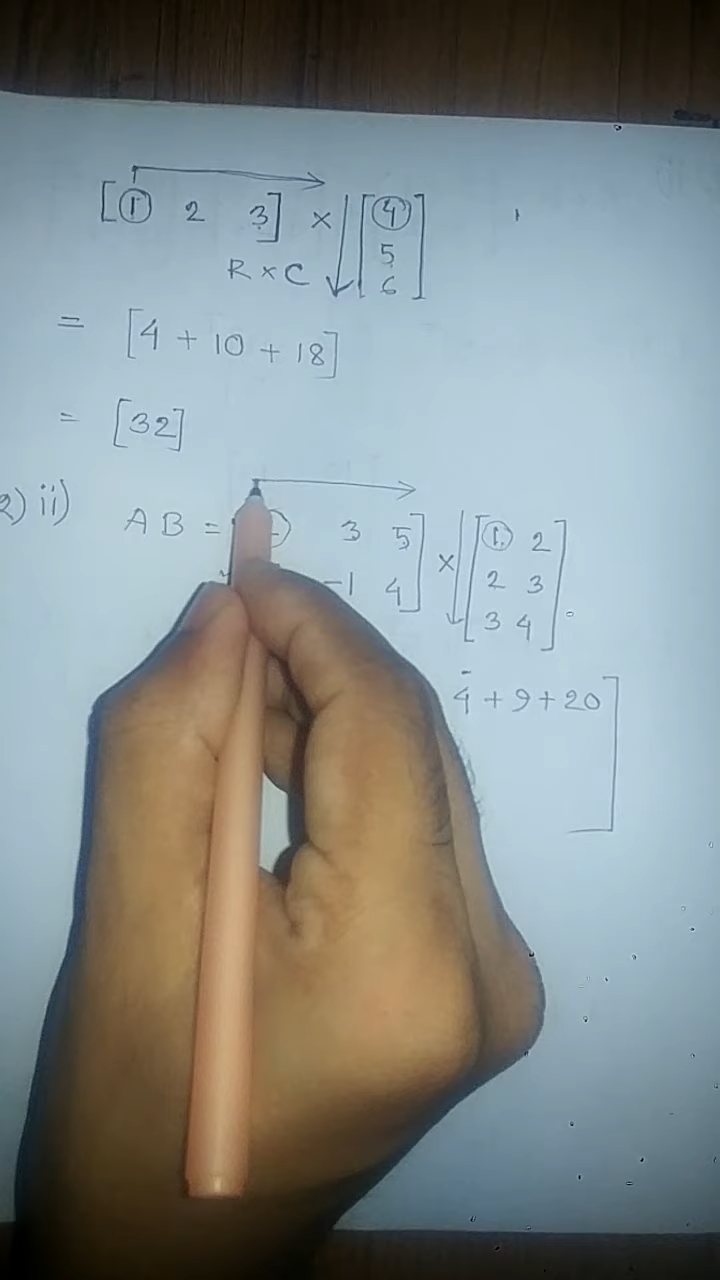 [1 2 3] × [4
5
6]
R × C
= [4 + 10 + 18]
= [32]
2) ii) AB = 3 5] × [1 2
-1 4] 2 3
3 4]
4 + 9 + 20]